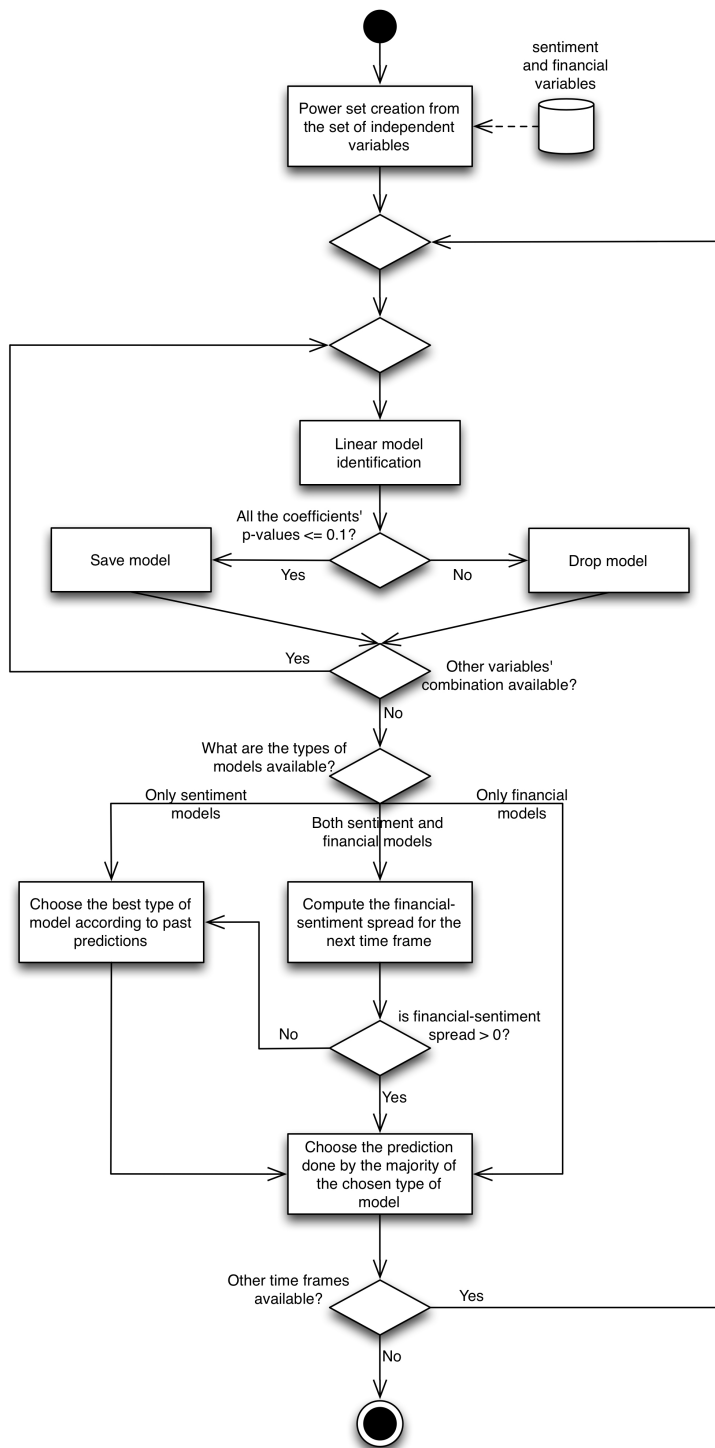 sentiment
and financial
variables
Power set creation from
the set of independent
variables
Linear model
identification
All the coefficients'
p-values <= 0.1?
Save model
Yes
No
Drop model
Yes
Other variables'
combination available?
No
What are the types of
models available?
Only sentiment
models
Both sentiment and
financial models
Only financial
models
Choose the best type of
model according to past
predictions
Compute the financial-
sentiment spread for the
next time frame
is financial-sentiment
spread > 0?
No
Yes
Choose the prediction
done by the majority of
the chosen type of
model
Other time frames
available?
Yes
No